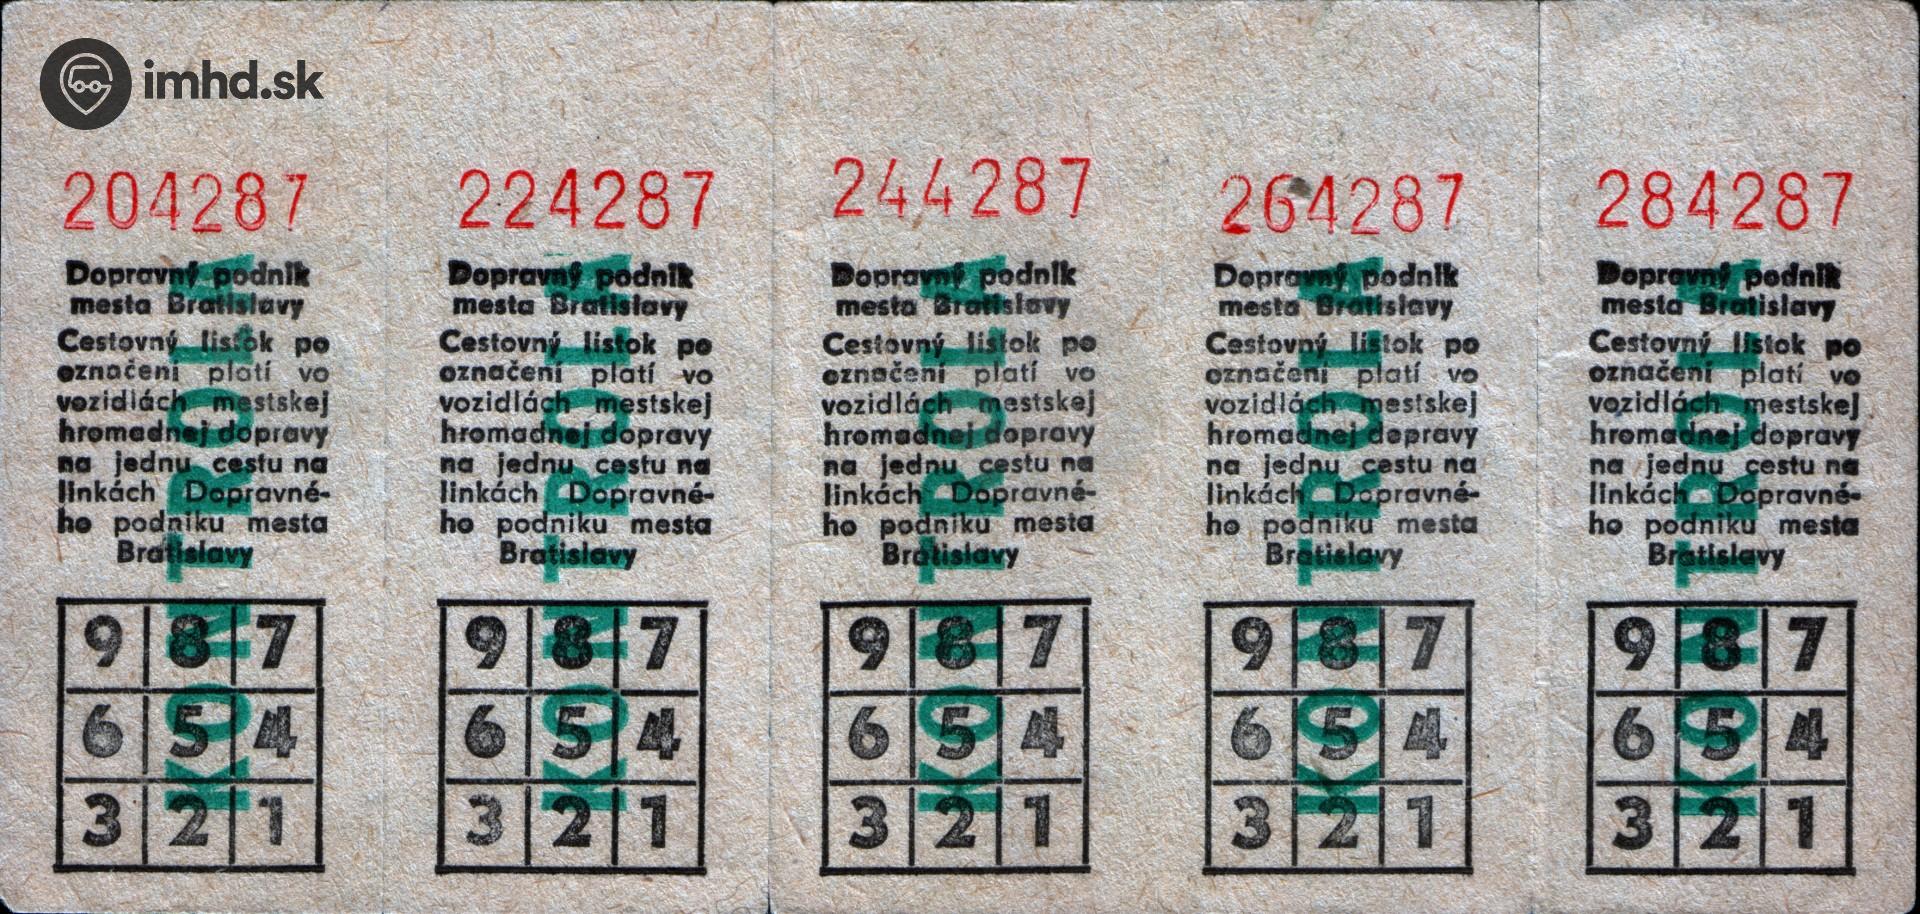 imhd.sk
204287
Dopravný podnik
mesta Bratislavy
Cestovný lístok po
označení platí vo
vozidlách mestskej
hromadnej dopravy
na jednu cestu na
linkách Dopravné-
ho podniku mesta
Bratislavy
9 8 7
6 5 4
3 2 1
KONTROLA
224287
Dopravný podnik
mesta Bratislavy
Cestovný lístok po
označení platí vo
vozidlách mestskej
hromadnej dopravy
na jednu cestu na
linkách Dopravné-
ho podniku mesta
Bratislavy
9 8 7
6 5 4
3 2 1
KONTROLA
244287
Dopravný podnik
mesta Bratislavy
Cestovný lístok po
označení platí vo
vozidlách mestskej
hromadnej dopravy
na jednu cestu na
linkách Dopravné-
ho podniku mesta
Bratislavy
9 8 7
6 5 4
3 2 1
KONTROLA
264287
Dopravný podnik
mesta Bratislavy
Cestovný lístok po
označení platí vo
vozidlách mestskej
hromadnej dopravy
na jednu cestu na
linkách Dopravné-
ho podniku mesta
Bratislavy
9 8 7
6 5 4
3 2 1
KONTROLA
284287
Dopravný podnik
mesta Bratislavy
Cestovný lístok po
označení platí vo
vozidlách mestskej
hromadnej dopravy
na jednu cestu na
linkách Dopravné-
ho podniku mesta
Bratislavy
9 8 7
6 5 4
3 2 1
KONTROLA